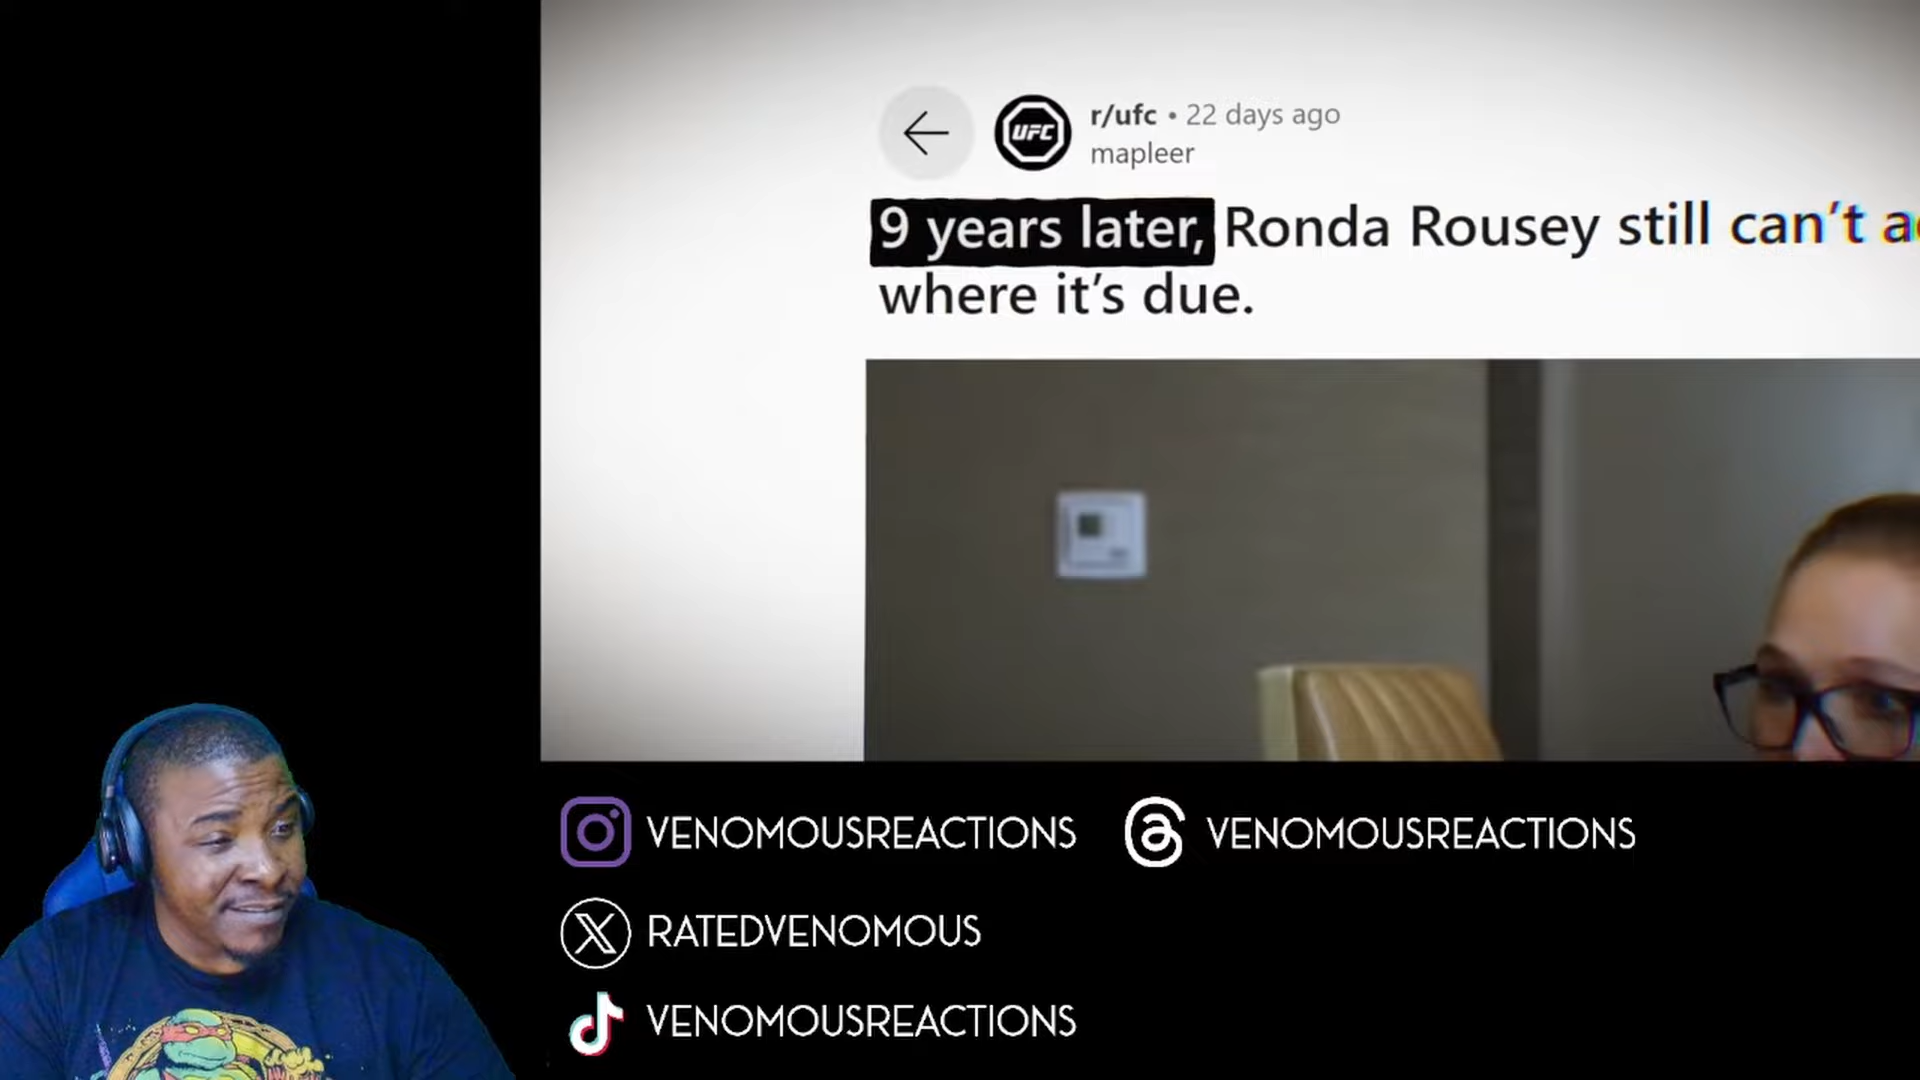 r/ufc • 22 days ago
UFC
mapleer
9 years later, Ronda Rousey still can't
where it's due.
VENOMOUSREACTIONS
VENOMOUSREACTIONS
RATEDVENOMOUS
VENOMOUSREACTIONS